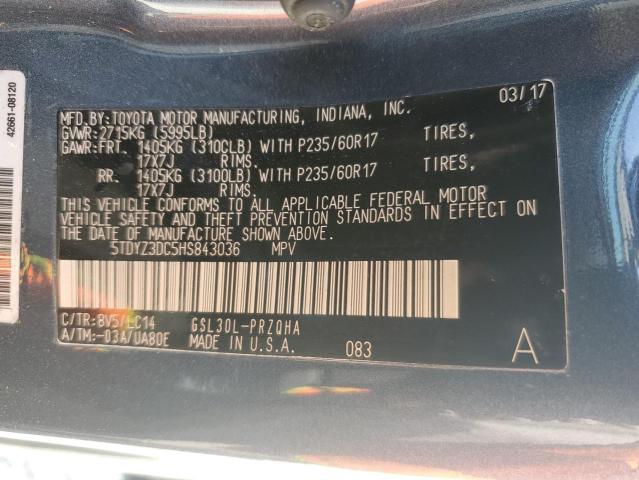 42661-08120
MFD.BY:TOYOTA MOTOR MANUFACTURING, INDIANA, INC. 03/17
GVWR:2715KG (5995LB)
GAWR:FRT. 1405KG (3100LB) WITH P235/60R17 TIRES,
17X7J RIMS.
RR. 1405KG (3100LB) WITH P235/60R17 TIRES,
17X7J RIMS.
THIS VEHICLE CONFORMS TO ALL APPLICABLE FEDERAL MOTOR
VEHICLE SAFETY AND THEFT PREVENTION STANDARDS IN EFFECT ON
THE DATE OF MANUFACTURE SHOWN ABOVE.
5TDYZ3DC5HS843036 MPV
C/TR:8V5/LC14 GSL30L-PRZQHA
A/TM:-03A/UA80E MADE IN U.S.A. 083 A